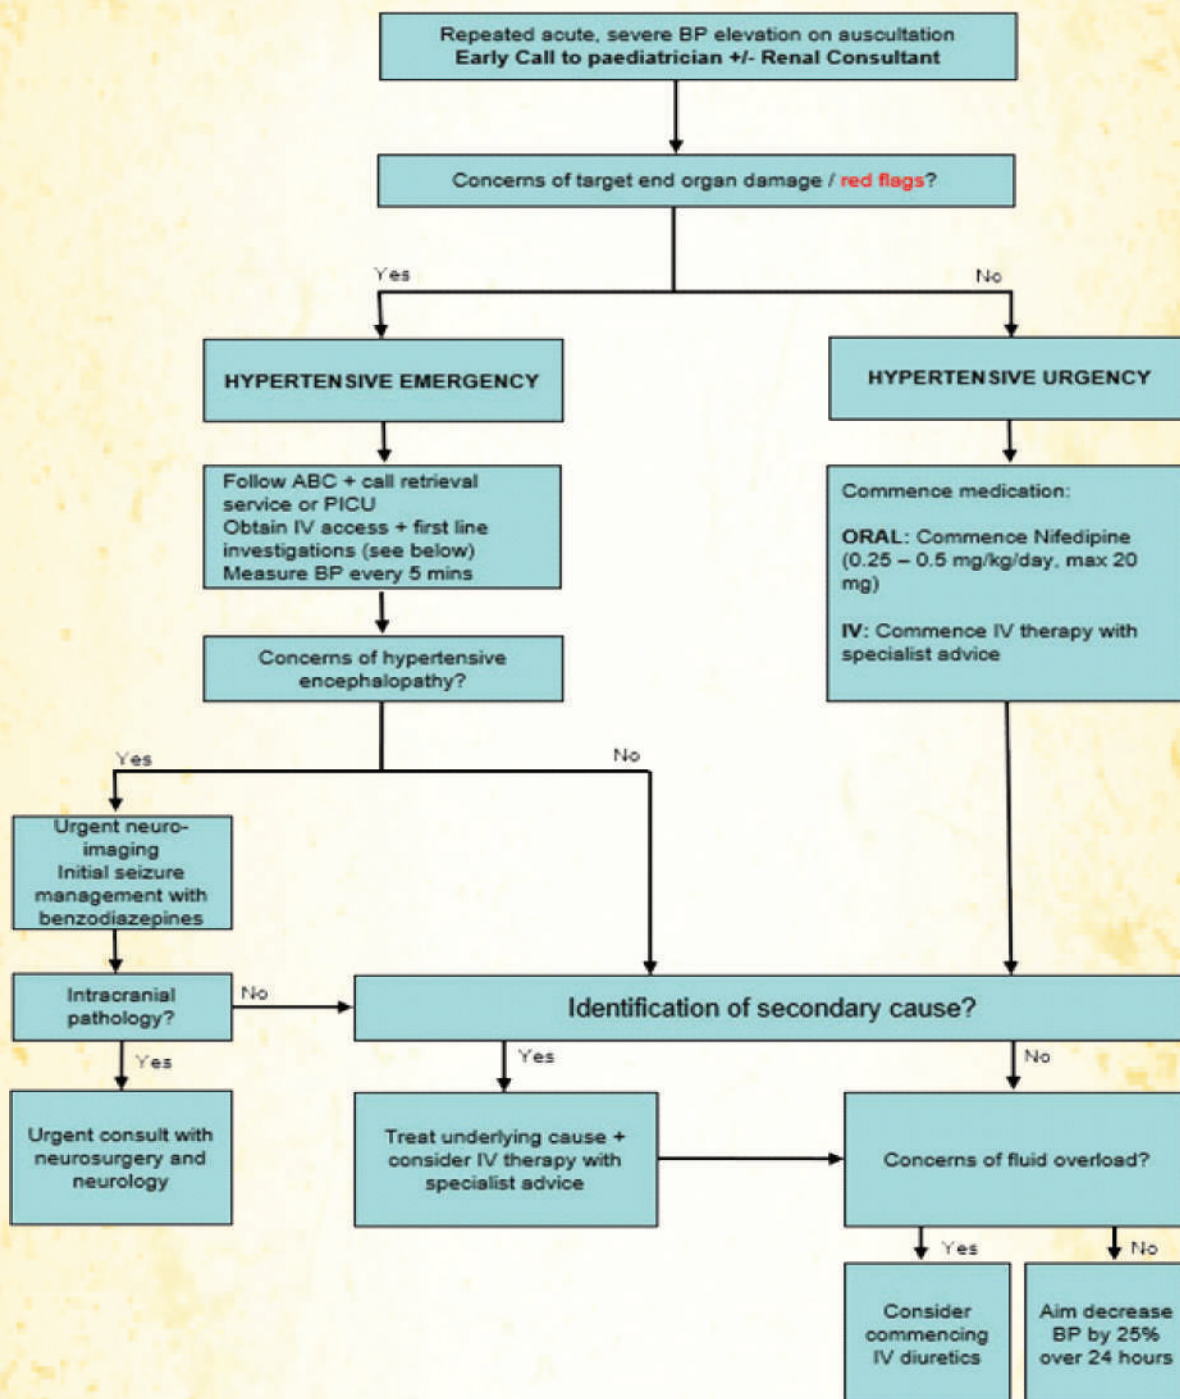 Repeated acute, severe BP elevation on auscultation
Early Call to paediatrician +/- Renal Consultant
Concerns of target end organ damage / red flags?
Yes
No
HYPERTENSIVE EMERGENCY
HYPERTENSIVE URGENCY
Follow ABC + call retrieval
service or PICU
Obtain IV access + first line
investigations (see below)
Measure BP every 5 mins
Commence medication:
ORAL: Commence Nifedipine
(0.25 – 0.5 mg/kg/day, max 20
mg)
IV: Commence IV therapy with
specialist advice
Concerns of hypertensive
encephalopathy?
Yes
No
Urgent neuro-
imaging
Initial seizure
management with
benzodiazepines
Intracranial
pathology?
No
Identification of secondary cause?
Yes
Yes
No
Urgent consult with
neurosurgery and
neurology
Treat underlying cause +
consider IV therapy with
specialist advice
Concerns of fluid overload?
Yes
No
Consider
commencing
IV diuretics
Aim decrease
BP by 25%
over 24 hours